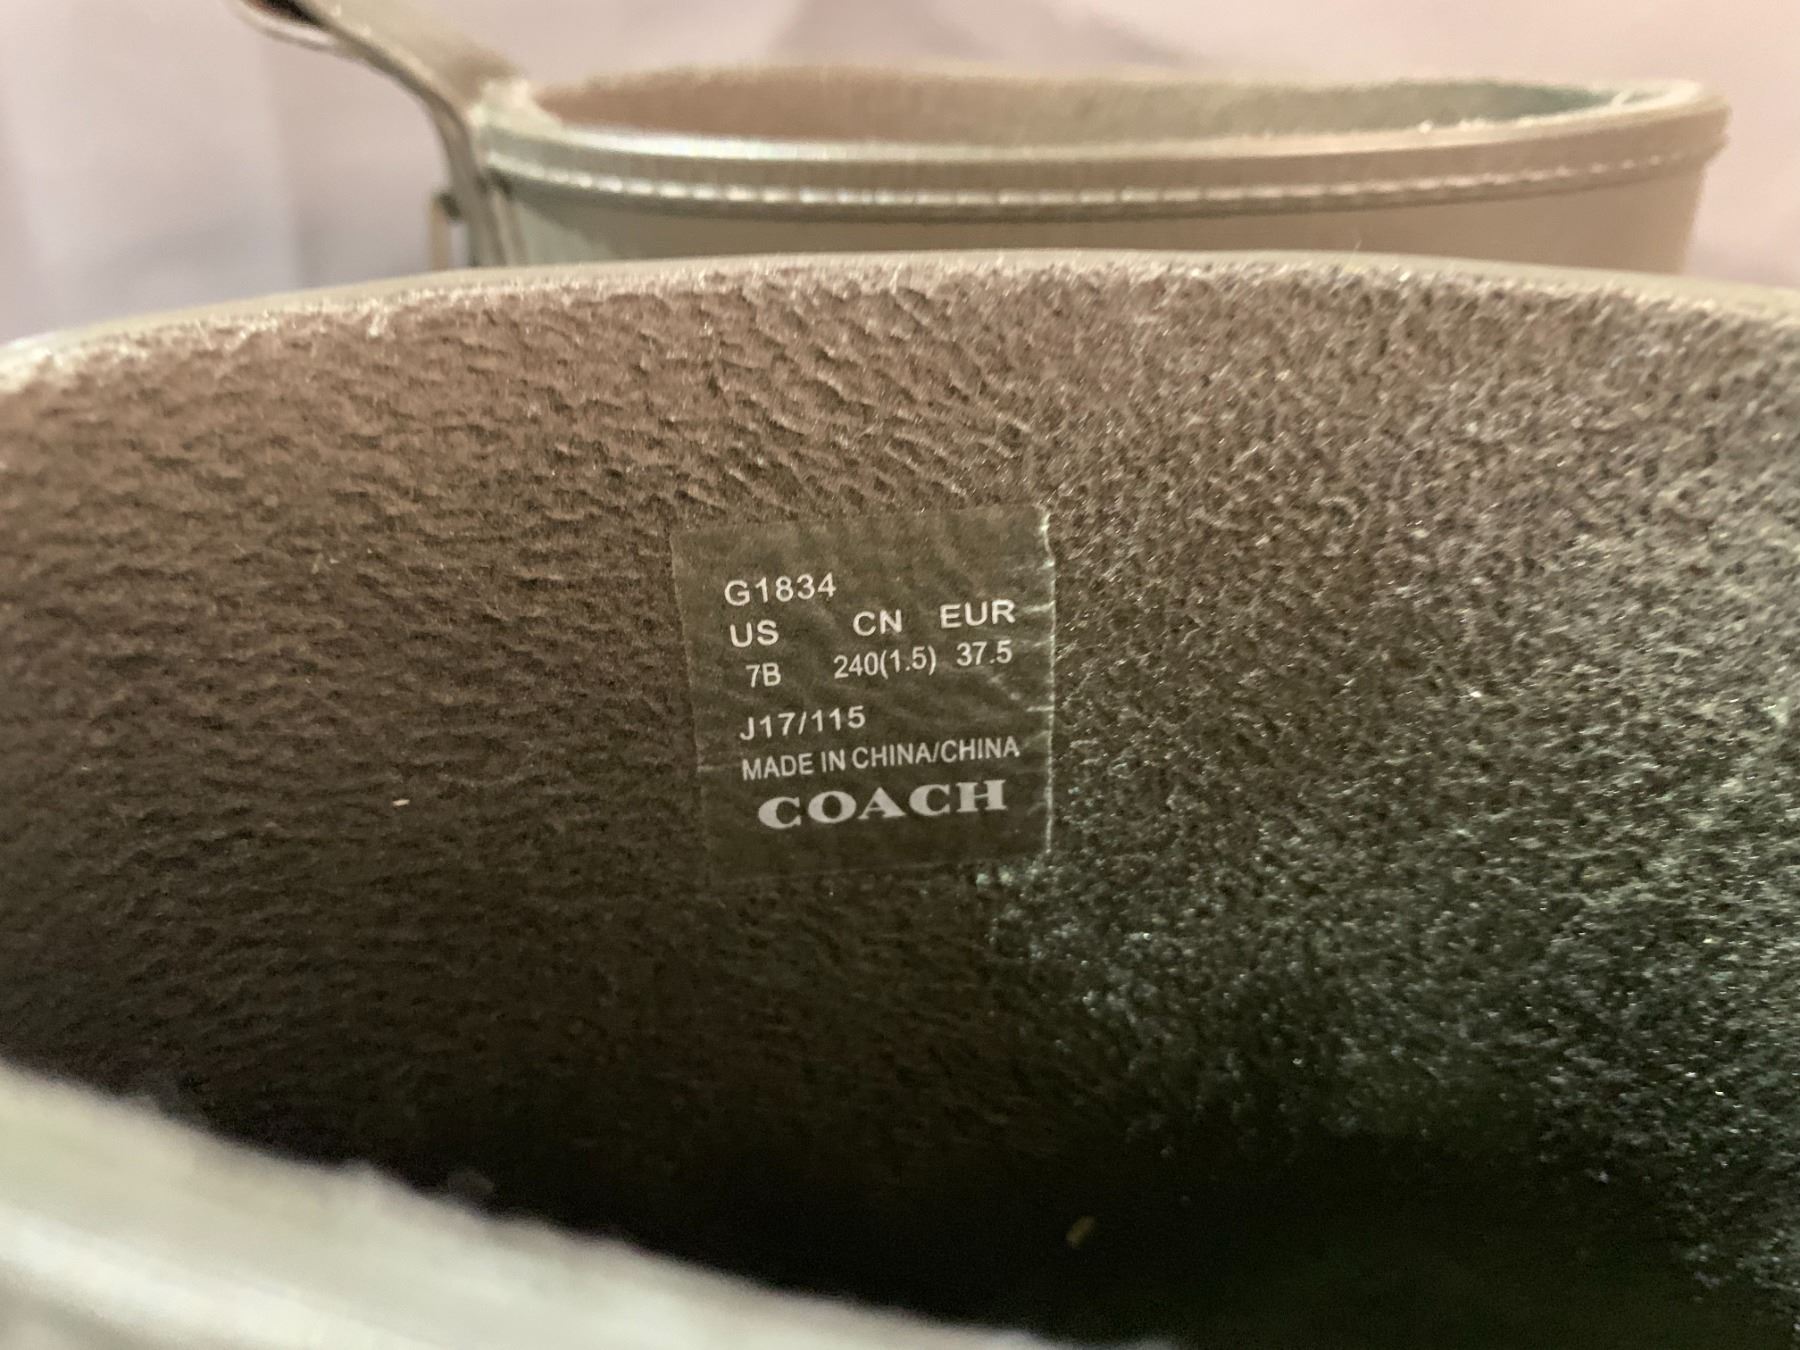 G1834
US CN EUR
7B 240(1.5) 37.5
J17/115
MADE IN CHINA/CHINA
COACH